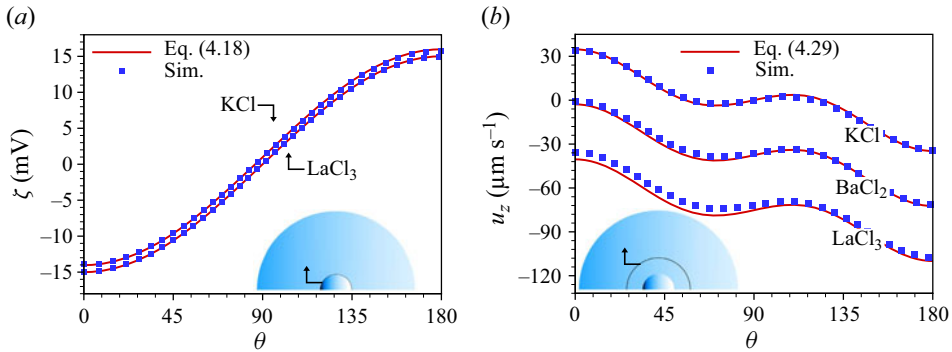 (a)
Eq. (4.18)
Sim.
KCl
LaCl3
ζ (mV)
15
10
5
0
−5
−10
−15
0
45
90
135
180
θ
(b)
Eq. (4.29)
Sim.
KCl
BaCl2
LaCl3
uz (μm s−1)
30
0
−30
−60
−90
−120
0
45
90
135
180
θ